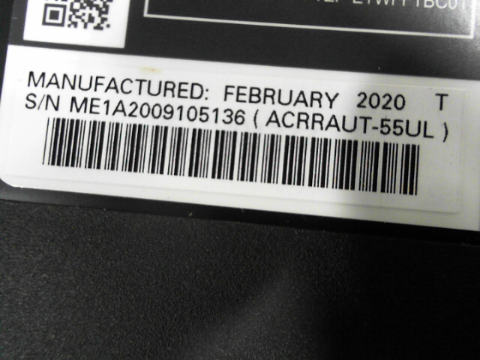 MANUFACTURED: FEBRUARY 2020 T
S/N ME1A2009105136 ( ACRRAUT-55UL )